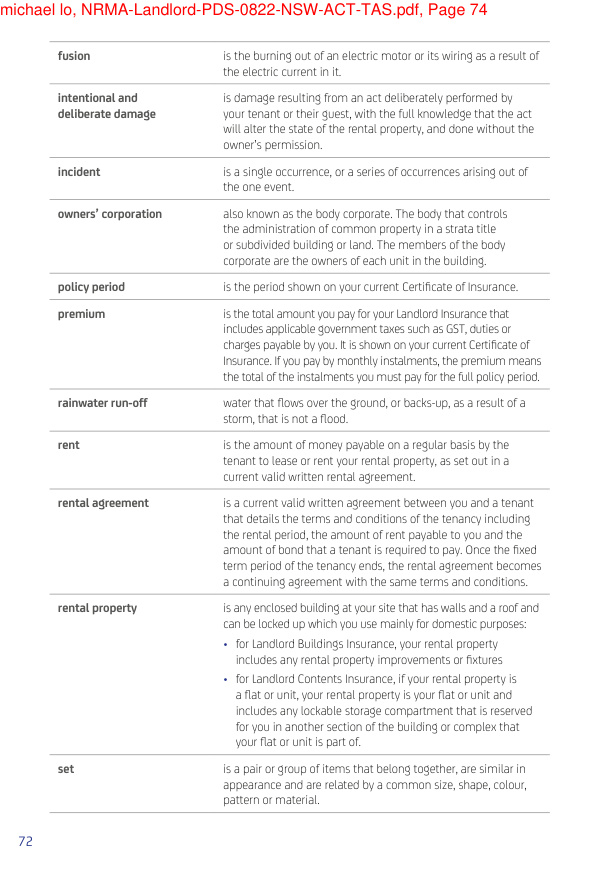 michael lo, NRMA-Landlord-PDS-0822-NSW-ACT-TAS.pdf, Page 74
fusion
is the burning out of an electric motor or its wiring as a result of
the electric current in it.
intentional and
deliberate damage
is damage resulting from an act deliberately performed by
your tenant or their guest, with the full knowledge that the act
will alter the state of the rental property, and done without the
owner's permission.
incident
is a single occurrence, or a series of occurrences arising out of
the one event.
owners' corporation
also known as the body corporate. The body that controls
the administration of common property in a strata title
or subdivided building or land. The members of the body
corporate are the owners of each unit in the building.
policy period
is the period shown on your current Certificate of Insurance.
premium
is the total amount you pay for your Landlord Insurance that
includes applicable government taxes such as GST, duties or
charges payable by you. It is shown on your current Certificate of
Insurance. If you pay by monthly instalments, the premium means
the total of the instalments you must pay for the full policy period.
rainwater run-off
water that flows over the ground, or backs-up, as a result of a
storm, that is not a flood.
rent
is the amount of money payable on a regular basis by the
tenant to lease or rent your rental property, as set out in a
current valid written rental agreement.
rental agreement
is a current valid written agreement between you and a tenant
that details the terms and conditions of the tenancy including
the rental period, the amount of rent payable to you and the
amount of bond that a tenant is required to pay. Once the fixed
term period of the tenancy ends, the rental agreement becomes
a continuing agreement with the same terms and conditions.
rental property
is any enclosed building at your site that has walls and a roof and
can be locked up which you use mainly for domestic purposes:
• for Landlord Buildings Insurance, your rental property
includes any rental property improvements or fixtures
• for Landlord Contents Insurance, if your rental property is
a flat or unit, your rental property is your flat or unit and
includes any lockable storage compartment that is reserved
for you in another section of the building or complex that
your flat or unit is part of.
set
is a pair or group of items that belong together, are similar in
appearance and are related by a common size, shape, colour,
pattern or material.
72